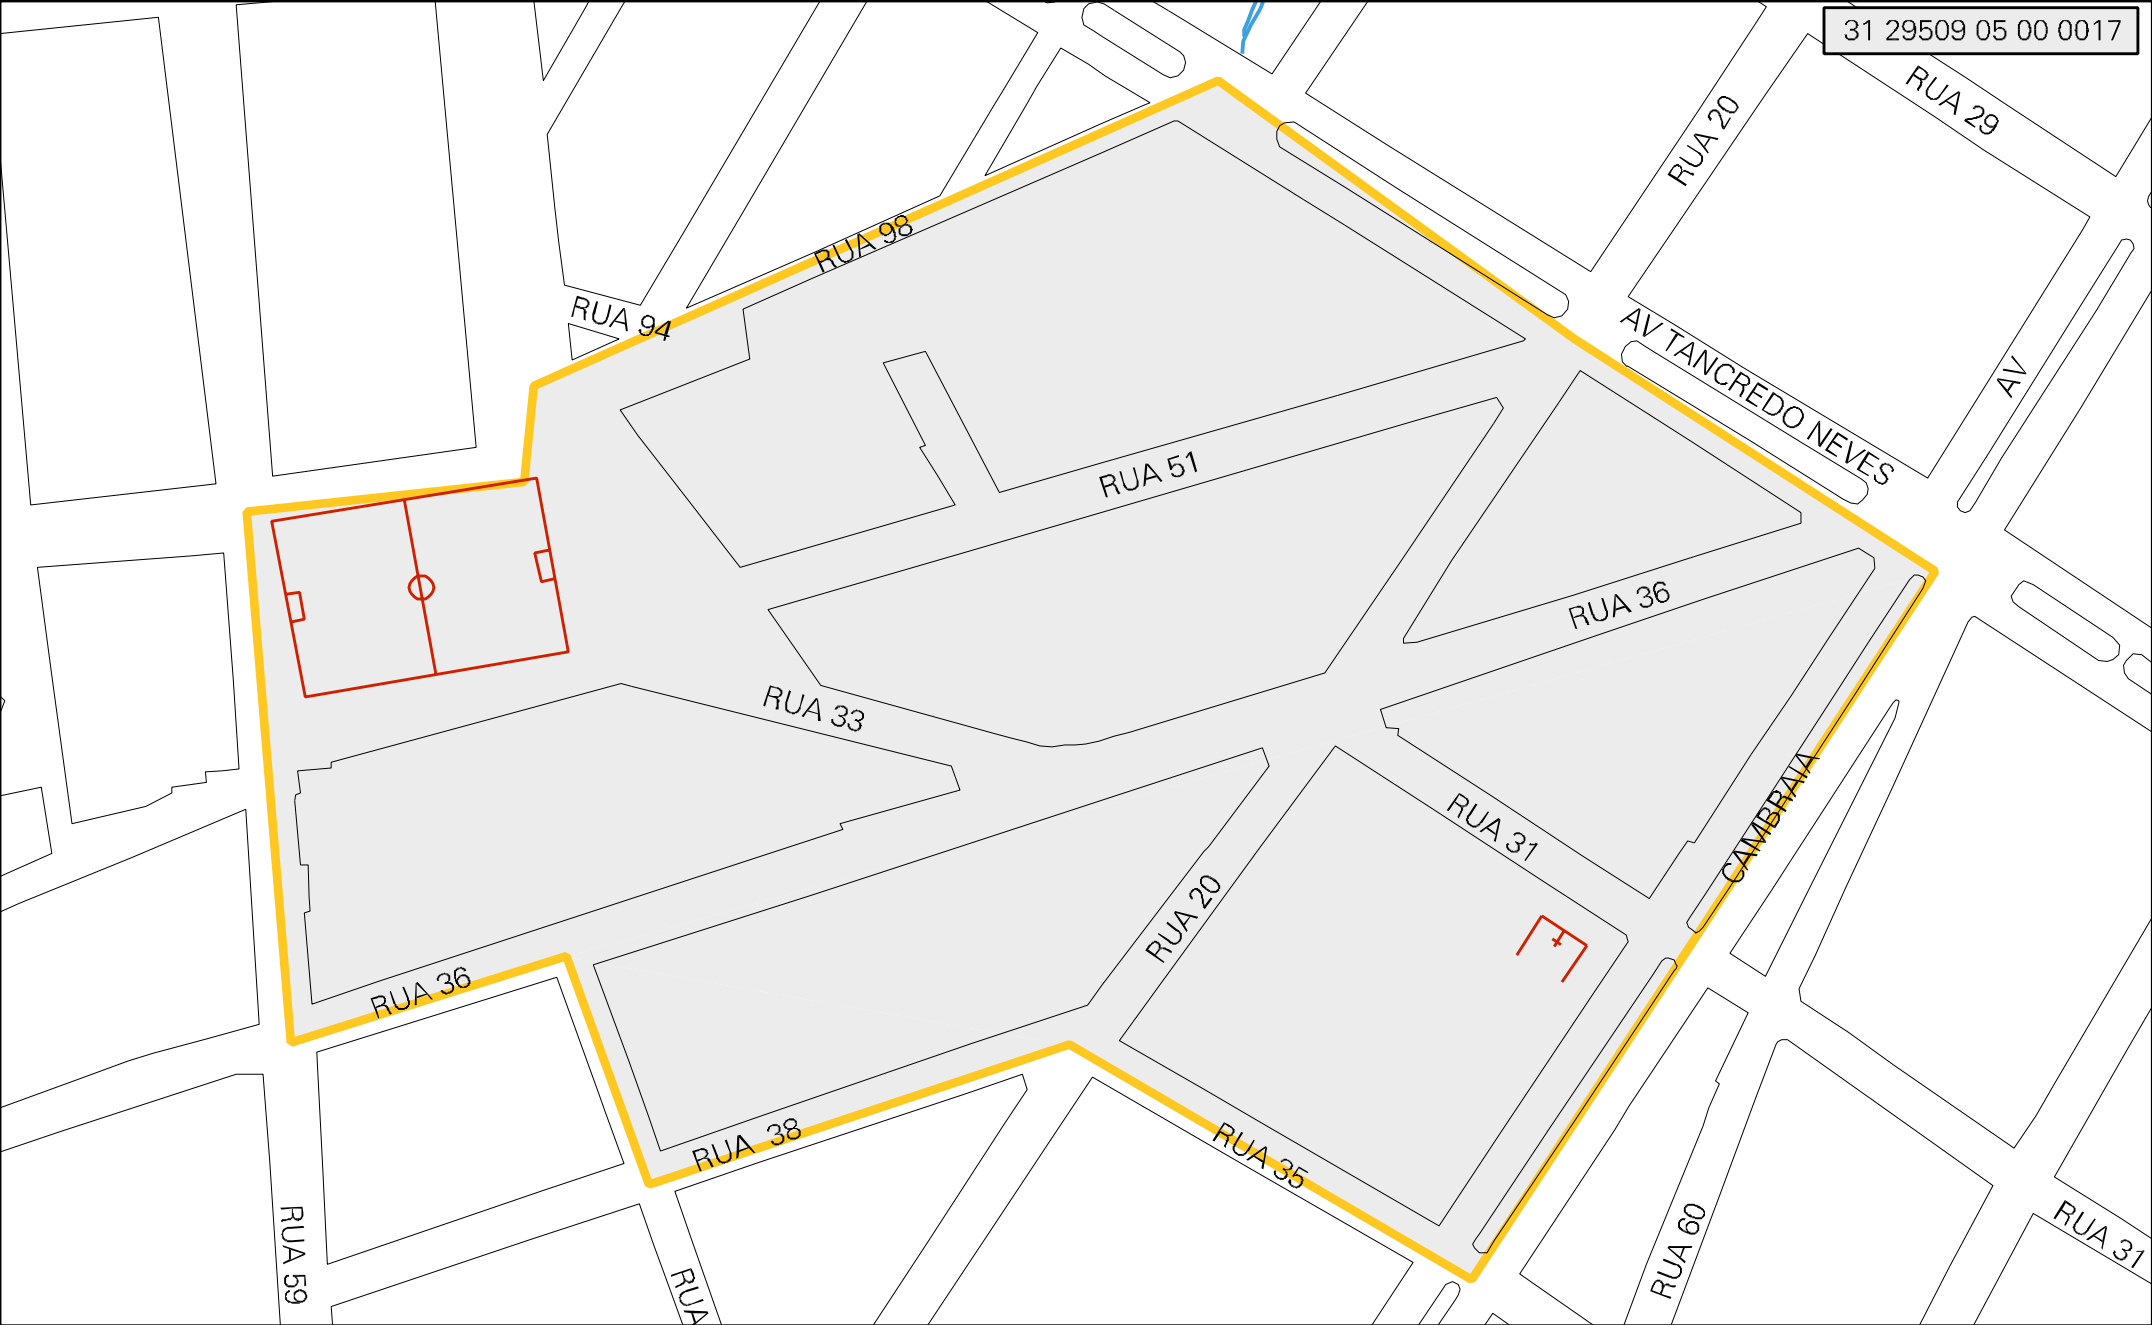 31 29509 05 00 0017
RUA 29
RUA 20
RUA 98
RUA 94
AV TANCREDO NEVES
AV
RUA 51
RUA 36
RUA 33
RUA 31
CAMBRAIA
RUA 20
RUA 36
RUA 38
RUA 35
RUA 59
RUA
RUA 60
RUA 31